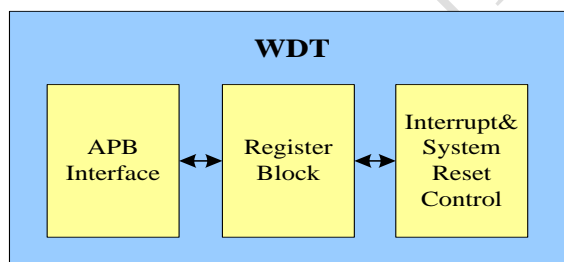 WDT
APB
Interface
Register
Block
Interrupt&
System
Reset
Control